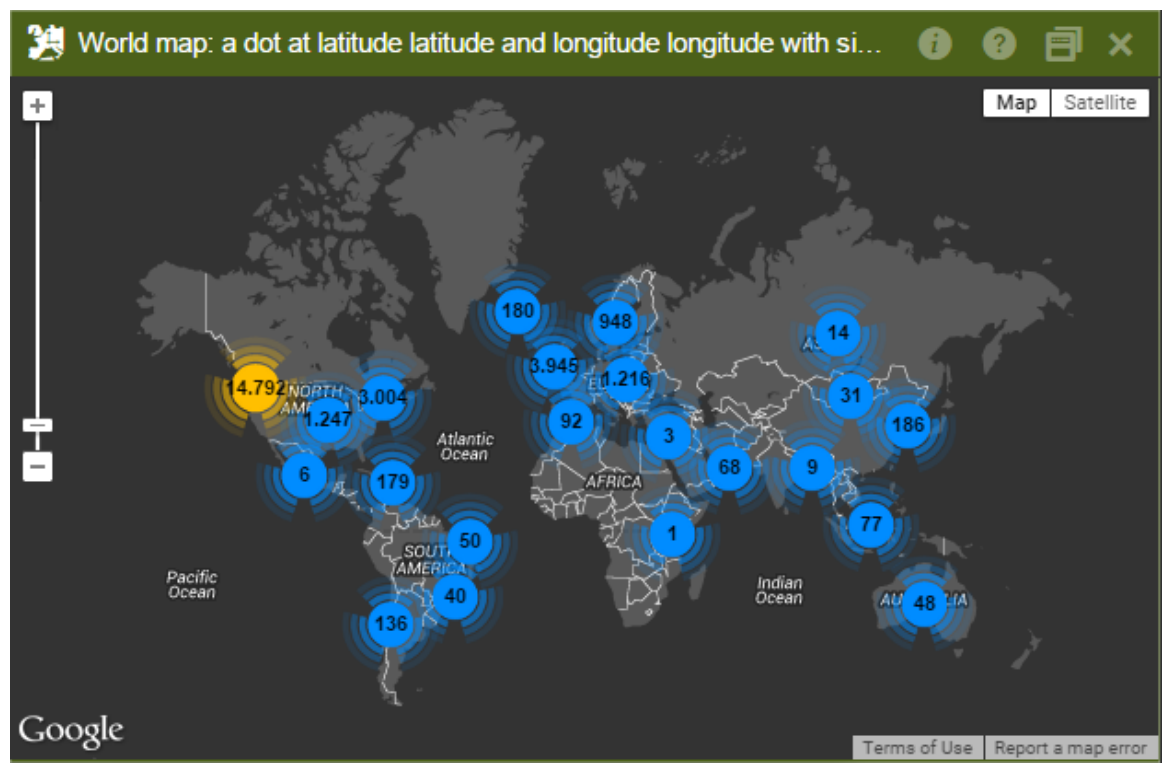 World map: a dot at latitude latitude and longitude longitude with si...
i
?
+
Map
Satellite
180
948
14
3.945
1.216
14.792
NORTH
3.004
31
1.247
92
186
3
Atlantic
Ocean
68
9
6
179
AFRICA
77
1
50
SOUTH
AMERICA
Pacific
Ocean
Indian
Ocean
40
48
136
−
Google
Terms of Use
Report a map error